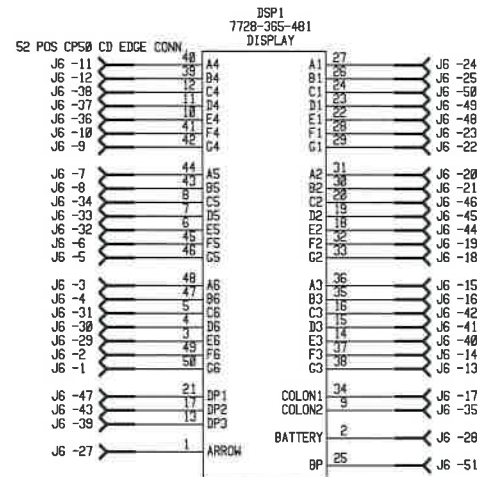 DSP1
7728-365-481
DISPLAY
52 POS CP50 CD EDGE CONN
J6 -11 40 A4 A1 27 J6 -24
J6 -12 39 B4 B1 26 J6 -25
J6 -38 12 C4 C1 24 J6 -50
J6 -37 11 D4 D1 23 J6 -49
J6 -36 10 E4 E1 22 J6 -48
J6 -10 41 F4 F1 28 J6 -23
J6 -9 42 G4 G1 29 J6 -22
J6 -7 44 A5 A2 31 J6 -20
J6 -8 43 B5 B2 30 J6 -21
J6 -34 8 C5 C2 20 J6 -46
J6 -33 7 D5 D2 19 J6 -45
J6 -32 6 E5 E2 18 J6 -44
J6 -6 45 F5 F2 32 J6 -19
J6 -5 46 G5 G2 33 J6 -18
J6 -3 48 A6 A3 36 J6 -15
J6 -4 47 B6 B3 35 J6 -16
J6 -31 5 C6 C3 16 J6 -42
J6 -30 4 D6 D3 15 J6 -41
J6 -29 3 E6 E3 14 J6 -40
J6 -2 49 F6 F3 37 J6 -14
J6 -1 50 G6 G3 38 J6 -13
J6 -47 21 DP1 COLON1 34 J6 -17
J6 -43 17 DP2 COLON2 9 J6 -35
J6 -39 13 DP3
BATTERY 2 J6 -28
J6 -27 1 ARROW
BP 25 J6 -51